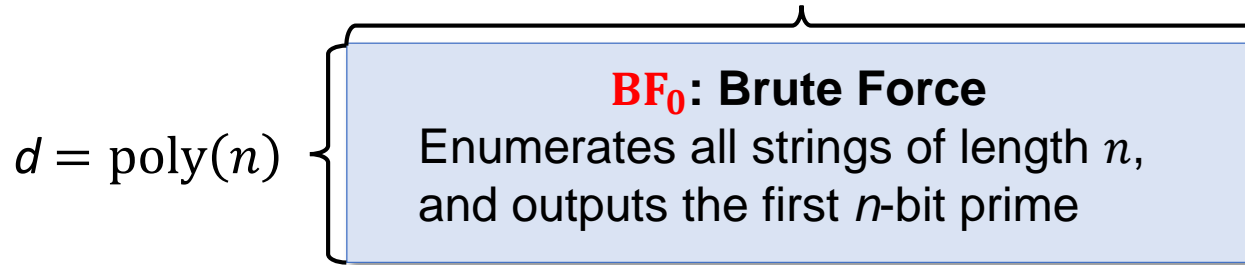 BF₀: Brute Force
d = poly(n)
Enumerates all strings of length n,
and outputs the first n-bit prime